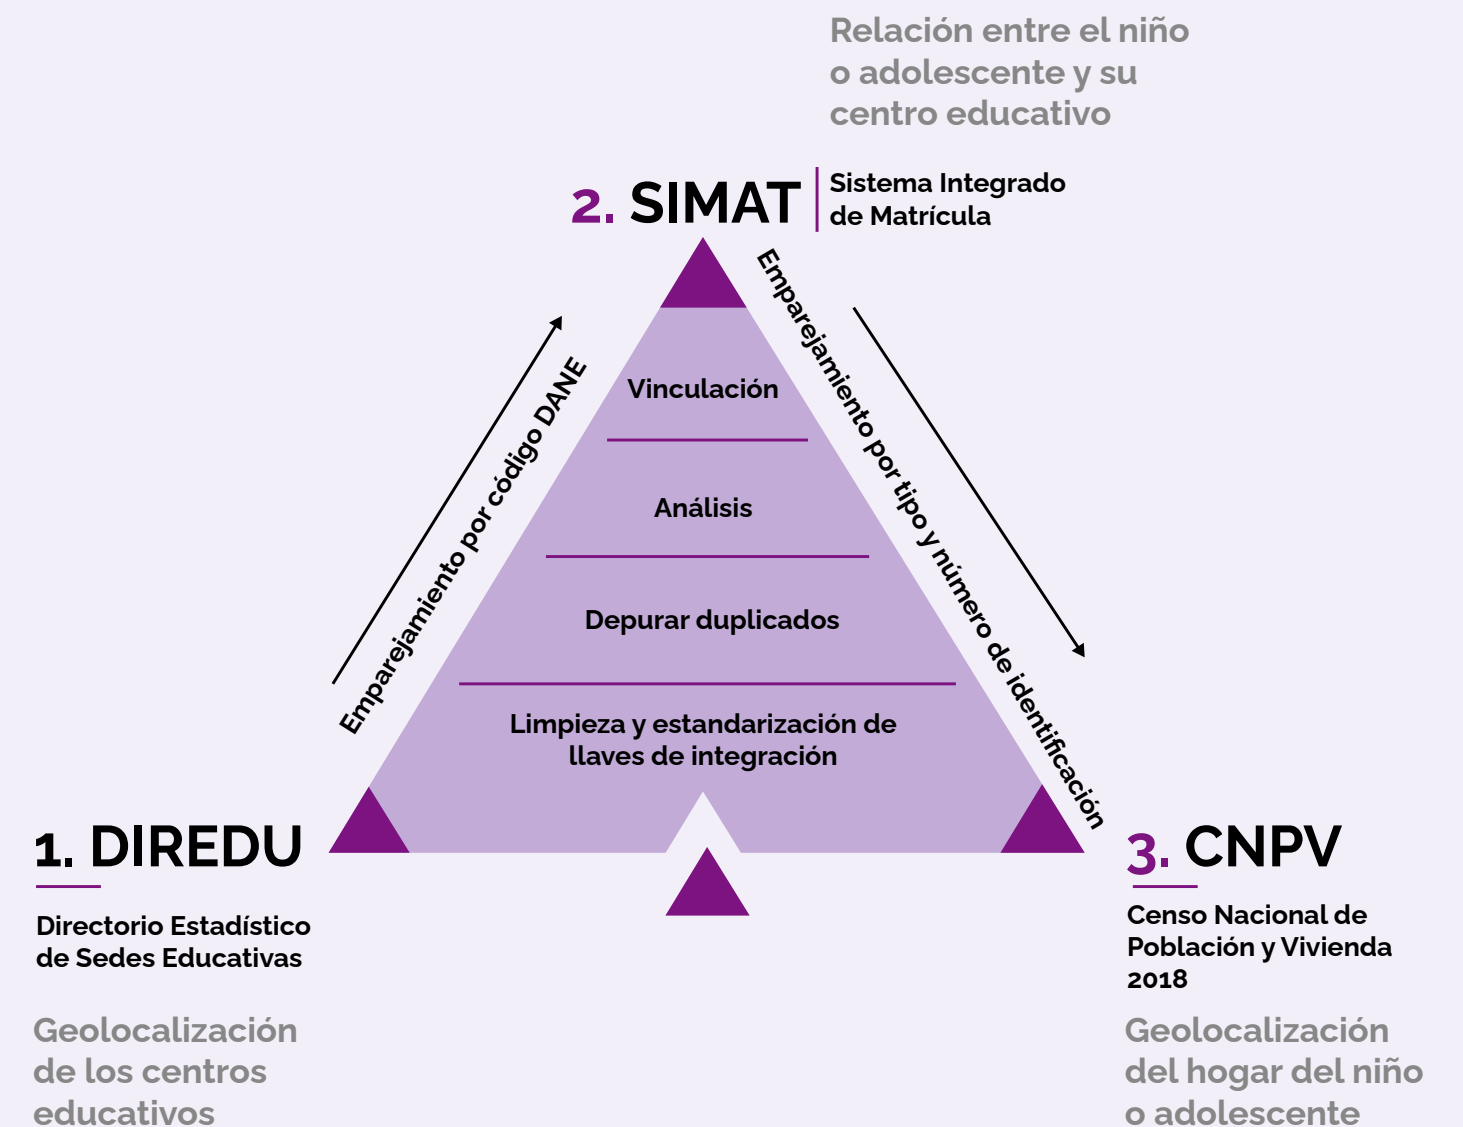 Relación entre el niño
o adolescente y su
centro educativo
2. SIMAT
Sistema Integrado
de Matrícula
Emparejamiento por código DANE
Emparejamiento por tipo y número de identificación
Vinculación
Análisis
Depurar duplicados
Limpieza y estandarización de
llaves de integración
1. DIREDU
Directorio Estadístico
de Sedes Educativas
Geolocalización
de los centros
educativos
3. CNPV
Censo Nacional de
Población y Vivienda
2018
Geolocalización
del hogar del niño
o adolescente